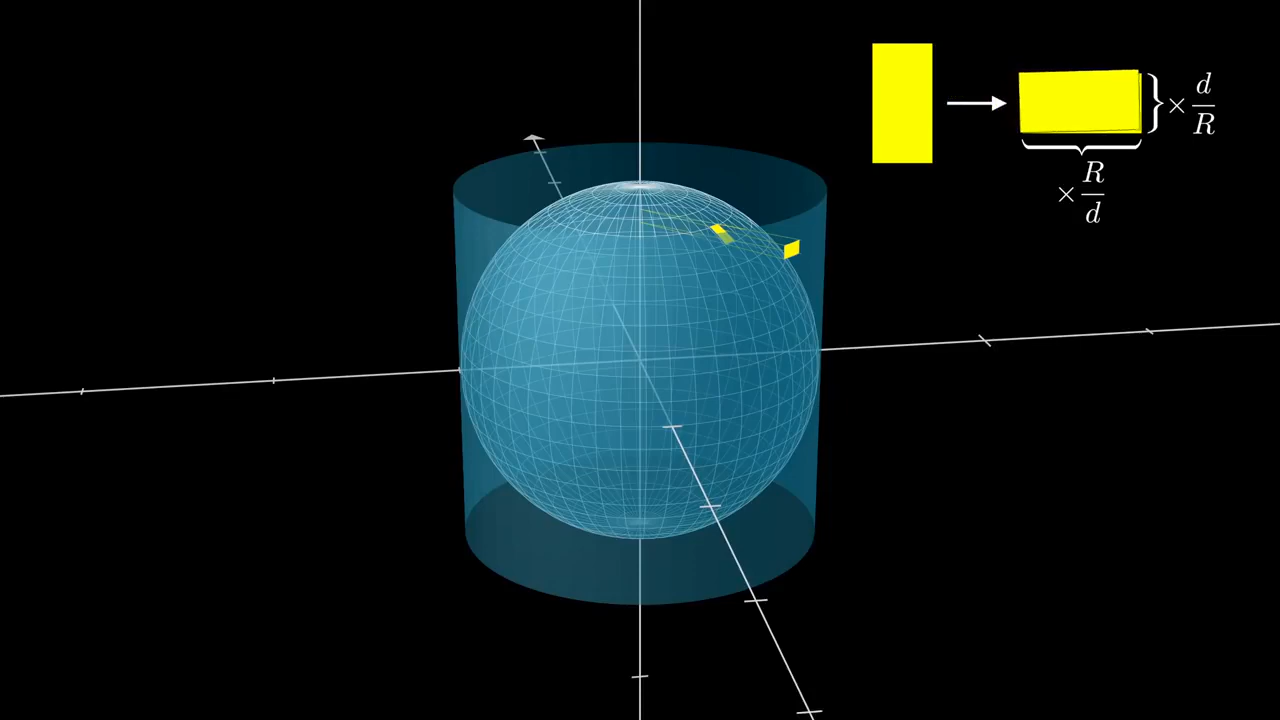 × d/R
× R/d